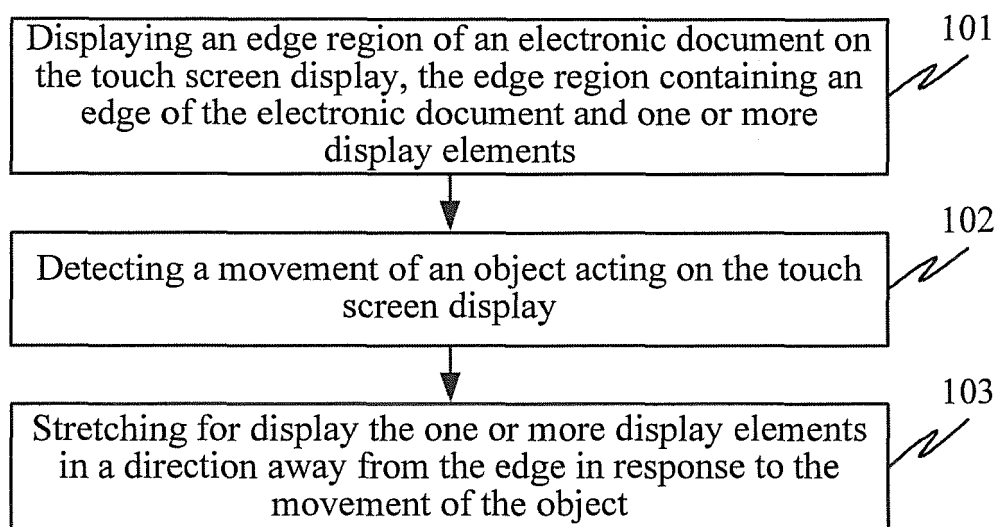 Displaying an edge region of an electronic document on
the touch screen display, the edge region containing an
edge of the electronic document and one or more
display elements
101
Detecting a movement of an object acting on the touch
screen display
102
Stretching for display the one or more display elements
in a direction away from the edge in response to the
movement of the object
103